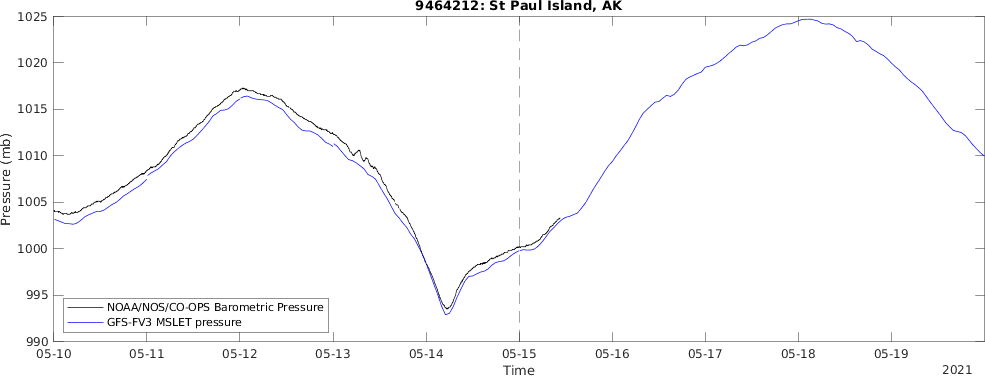 9464212: St Paul Island, AK
Pressure (mb)
1025
1020
1015
1010
1005
1000
995
990
NOAA/NOS/CO-OPS Barometric Pressure
GFS-FV3 MSLET pressure
05-10 05-11 05-12 05-13 05-14 05-15 05-16 05-17 05-18 05-19
Time
2021